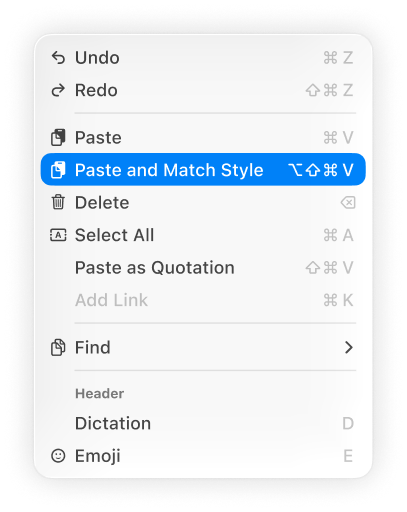 Undo ⌘ Z
Redo ⇧ ⌘ Z
Paste ⌘ V
Paste and Match Style ⌥ ⇧ ⌘ V
Delete ⌫
A Select All ⌘ A
Paste as Quotation ⇧ ⌘ V
Add Link ⌘ K
Find
Header
Dictation D
Emoji E